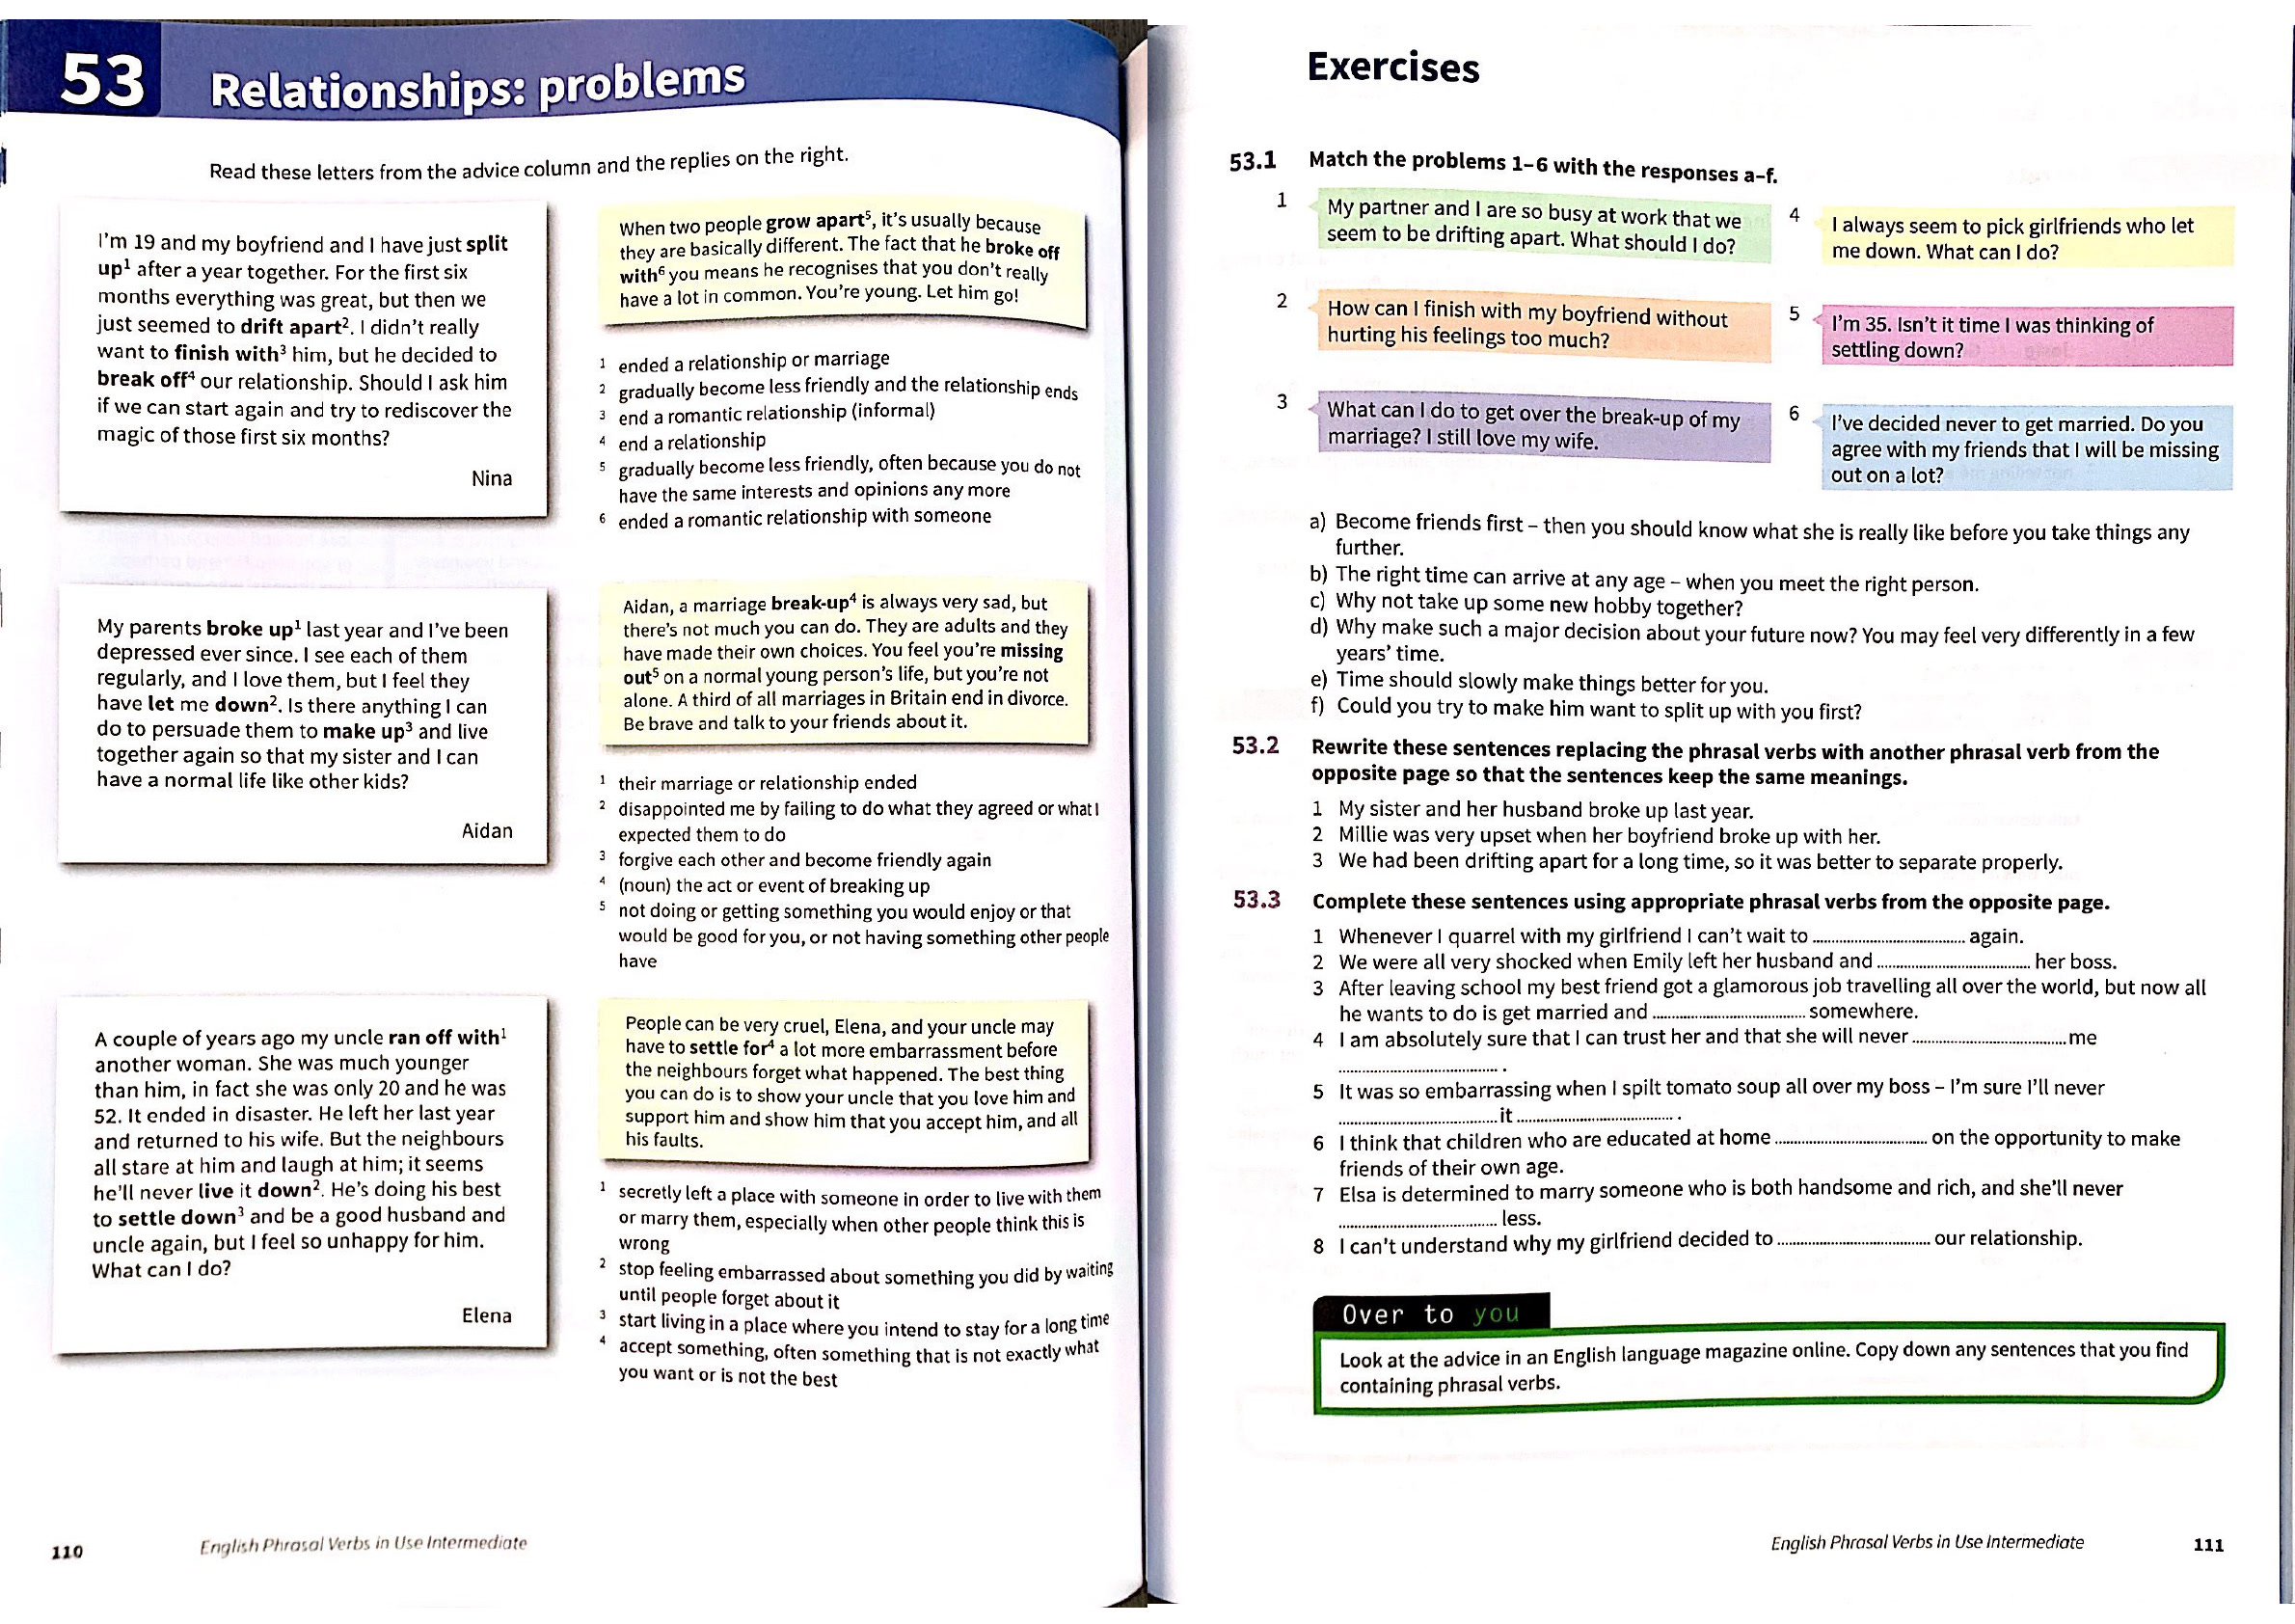 53
Relationships: problems
Read these letters from the advice column and the replies on the right.
I'm 19 and my boyfriend and I have just split
up¹ after a year together. For the first six
months everything was great, but then we
just seemed to drift apart². I didn't really
want to finish with³ him, but he decided to
break off⁴ our relationship. Should I ask him
if we can start again and try to rediscover the
magic of those first six months?
Nina
When two people grow apart⁵, it's usually because
they are basically different. The fact that he broke off
with⁶ you means he recognises that you don't really
have a lot in common. You're young. Let him go!
1 ended a relationship or marriage
2 gradually become less friendly and the relationship ends
3 end a romantic relationship (informal)
4 end a relationship
5 gradually become less friendly, often because you do not
have the same interests and opinions any more
6 ended a romantic relationship with someone
My parents broke up¹ last year and I've been
depressed ever since. I see each of them
regularly, and I love them, but I feel they
have let me down². Is there anything I can
do to persuade them to make up³ and live
together again so that my sister and I can
have a normal life like other kids?
Aidan
Aidan, a marriage break-up⁴ is always very sad, but
there's not much you can do. They are adults and they
have made their own choices. You feel you're missing
out⁵ on a normal young person's life, but you're not
alone. A third of all marriages in Britain end in divorce.
Be brave and talk to your friends about it.
1 their marriage or relationship ended
2 disappointed me by failing to do what they agreed or what I
expected them to do
3 forgive each other and become friendly again
4 (noun) the act or event of breaking up
5 not doing or getting something you would enjoy or that
would be good for you, or not having something other people
have
A couple of years ago my uncle ran off with¹
another woman. She was much younger
than him, in fact she was only 20 and he was
52. It ended in disaster. He left her last year
and returned to his wife. But the neighbours
all stare at him and laugh at him; it seems
he'll never live it down². He's doing his best
to settle down³ and be a good husband and
uncle again, but I feel so unhappy for him.
What can I do?
Elena
People can be very cruel, Elena, and your uncle may
have to settle for⁴ a lot more embarrassment before
the neighbours forget what happened. The best thing
you can do is to show your uncle that you love him and
support him and show him that you accept him, and all
his faults.
1 secretly left a place with someone in order to live with them
or marry them, especially when other people think this is
wrong
2 stop feeling embarrassed about something you did by waiting
until people forget about it
3 start living in a place where you intend to stay for a long time
4 accept something, often something that is not exactly what
you want or is not the best
110 English Phrasal Verbs in Use Intermediate
Exercises
53.1 Match the problems 1–6 with the responses a–f.
1 My partner and I are so busy at work that we
seem to be drifting apart. What should I do?
2 How can I finish with my boyfriend without
hurting his feelings too much?
3 What can I do to get over the break-up of my
marriage? I still love my wife.
4 I always seem to pick girlfriends who let
me down. What can I do?
5 I'm 35. Isn't it time I was thinking of
settling down?
6 I've decided never to get married. Do you
agree with my friends that I will be missing
out on a lot?
a) Become friends first – then you should know what she is really like before you take things any
further.
b) The right time can arrive at any age – when you meet the right person.
c) Why not take up some new hobby together?
d) Why make such a major decision about your future now? You may feel very differently in a few
years' time.
e) Time should slowly make things better for you.
f) Could you try to make him want to split up with you first?
53.2 Rewrite these sentences replacing the phrasal verbs with another phrasal verb from the
opposite page so that the sentences keep the same meanings.
1 My sister and her husband broke up last year.
2 Millie was very upset when her boyfriend broke up with her.
3 We had been drifting apart for a long time, so it was better to separate properly.
53.3 Complete these sentences using appropriate phrasal verbs from the opposite page.
1 Whenever I quarrel with my girlfriend I can't wait to .................... again.
2 We were all very shocked when Emily left her husband and .................... her boss.
3 After leaving school my best friend got a glamorous job travelling all over the world, but now all
he wants to do is get married and .................... somewhere.
4 I am absolutely sure that I can trust her and that she will never .................... me
.................... .
5 It was so embarrassing when I spilt tomato soup all over my boss – I'm sure I'll never
.................... it .................... .
6 I think that children who are educated at home .................... on the opportunity to make
friends of their own age.
7 Elsa is determined to marry someone who is both handsome and rich, and she'll never
.................... less.
8 I can't understand why my girlfriend decided to .................... our relationship.
Over to you
Look at the advice in an English language magazine online. Copy down any sentences that you find
containing phrasal verbs.
English Phrasal Verbs in Use Intermediate 111